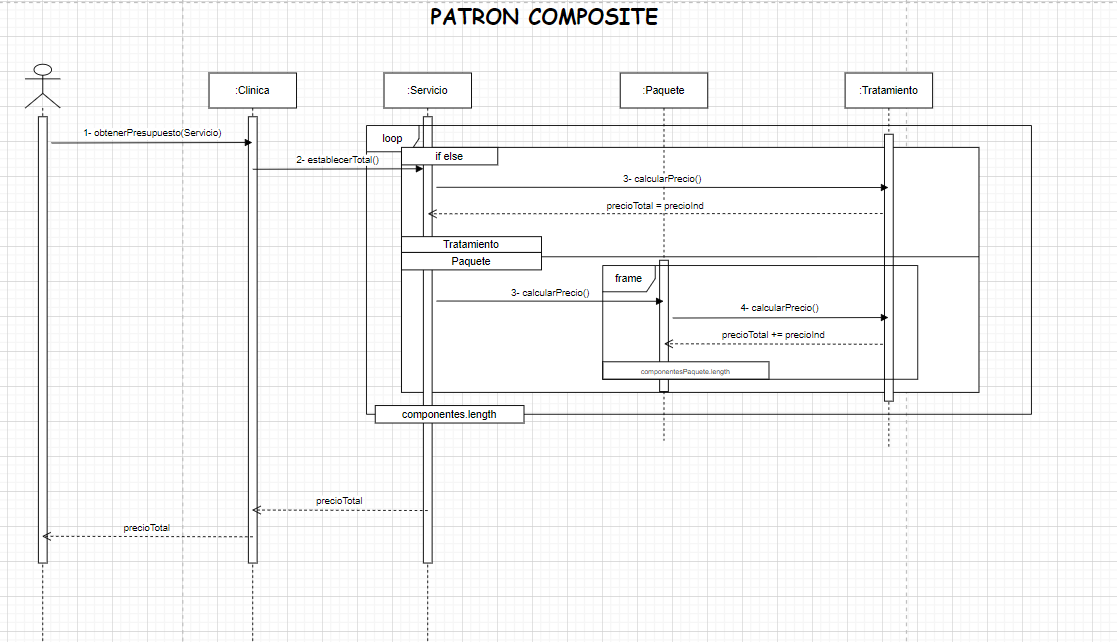 PATRON COMPOSITE
:Clinica
:Servicio
:Paquete
:Tratamiento
1- obtenerPresupuesto(Servicio)
loop
if else
2- establecerTotal()
3- calcularPrecio()
precioTotal = precioInd
Tratamiento
Paquete
frame
3- calcularPrecio()
4- calcularPrecio()
precioTotal += precioInd
componentesPaquete.length
componentes.length
precioTotal
precioTotal